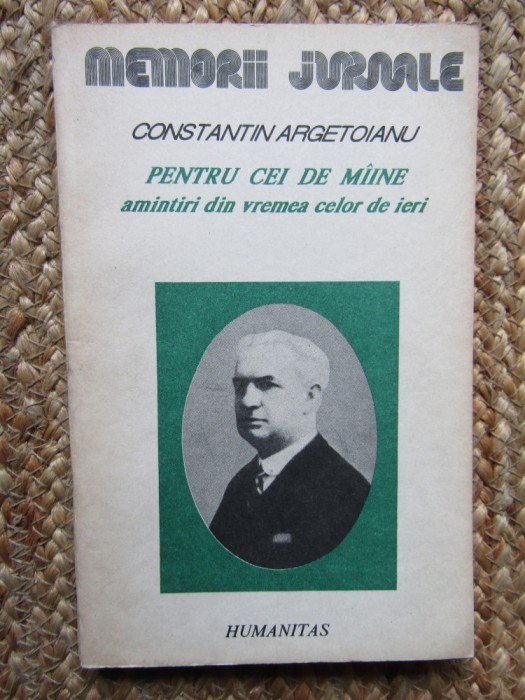 MEMORII JURNALE
CONSTANTIN ARGETOIANU
PENTRU CEI DE MÎINE
amintiri din vremea celor de ieri
HUMANITAS